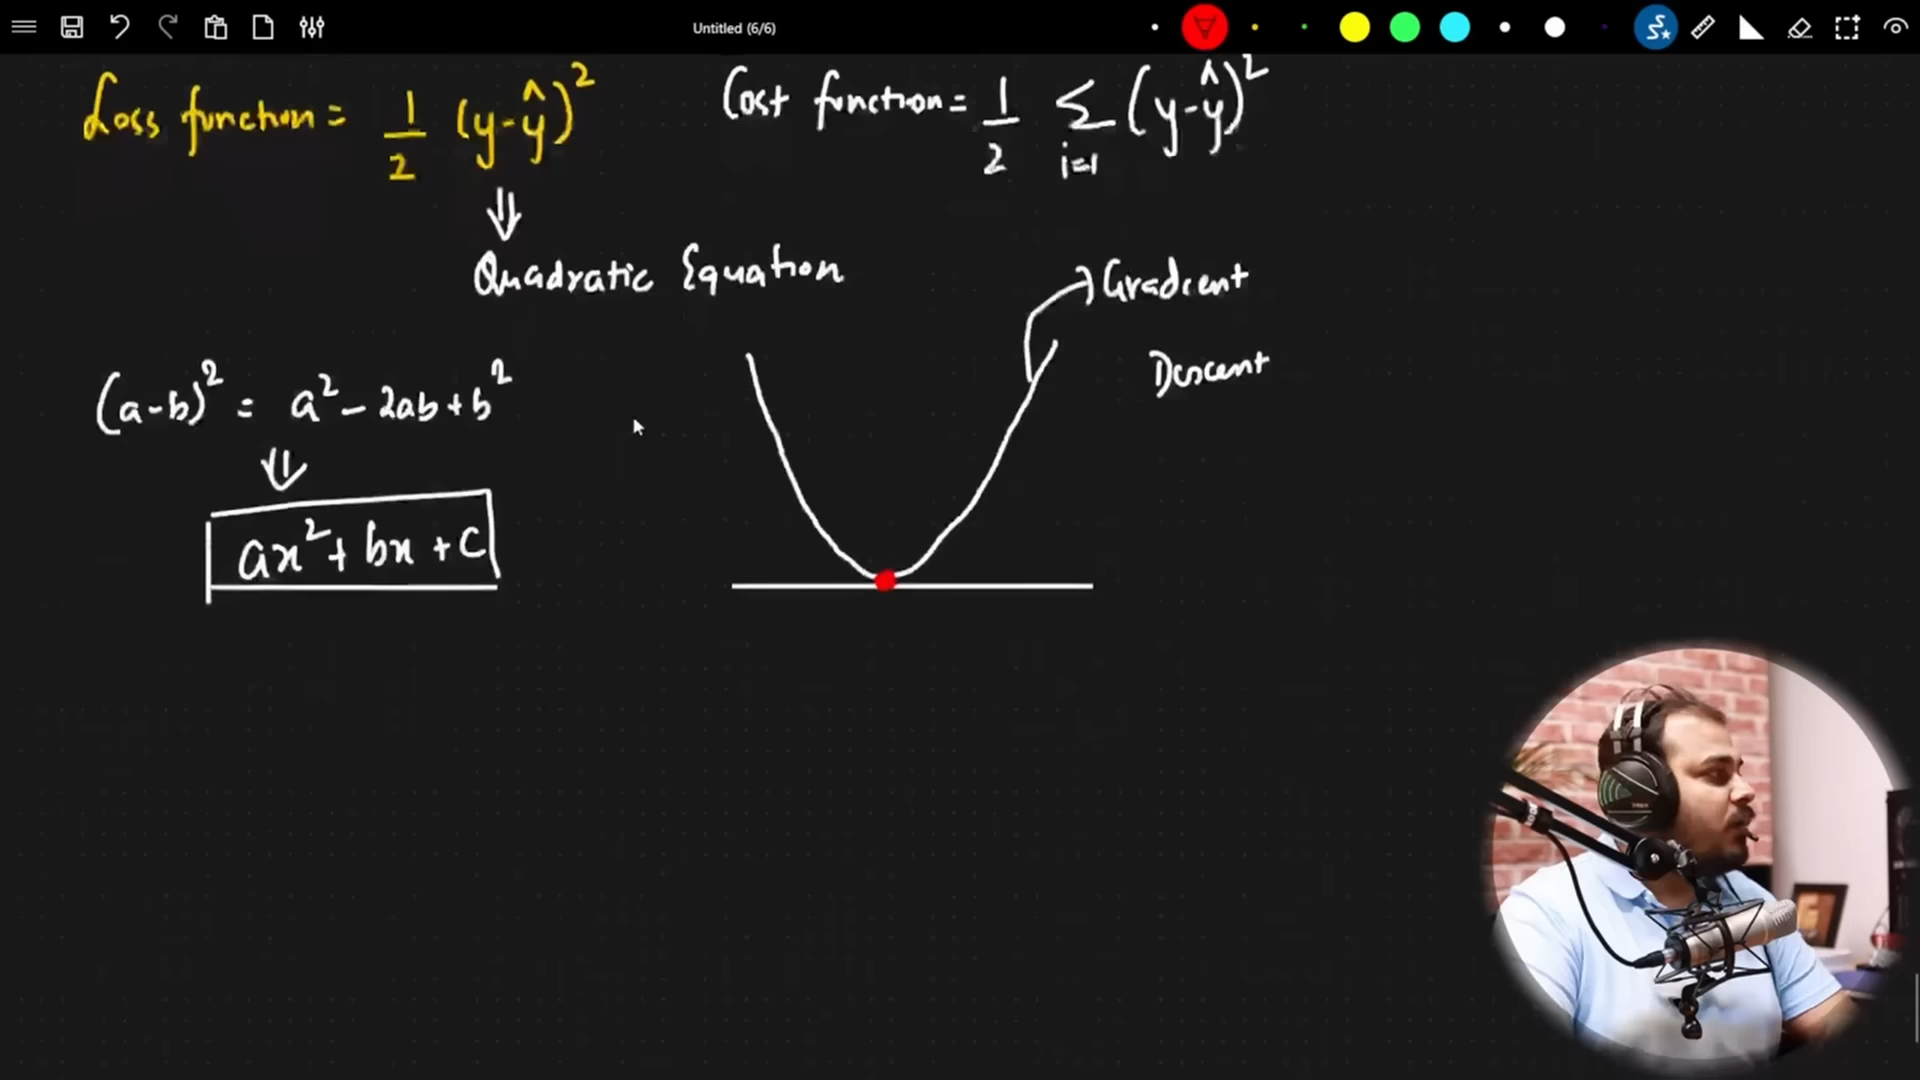 Untitled (6/6)
Loss function = 1/2 (y-ŷ)²
Cost function = 1/2 Σ i=1 (y-ŷ)²
Quadratic Equation
Gradient
Descent
(a-b)² = a² - 2ab + b²
ax² + bx + c